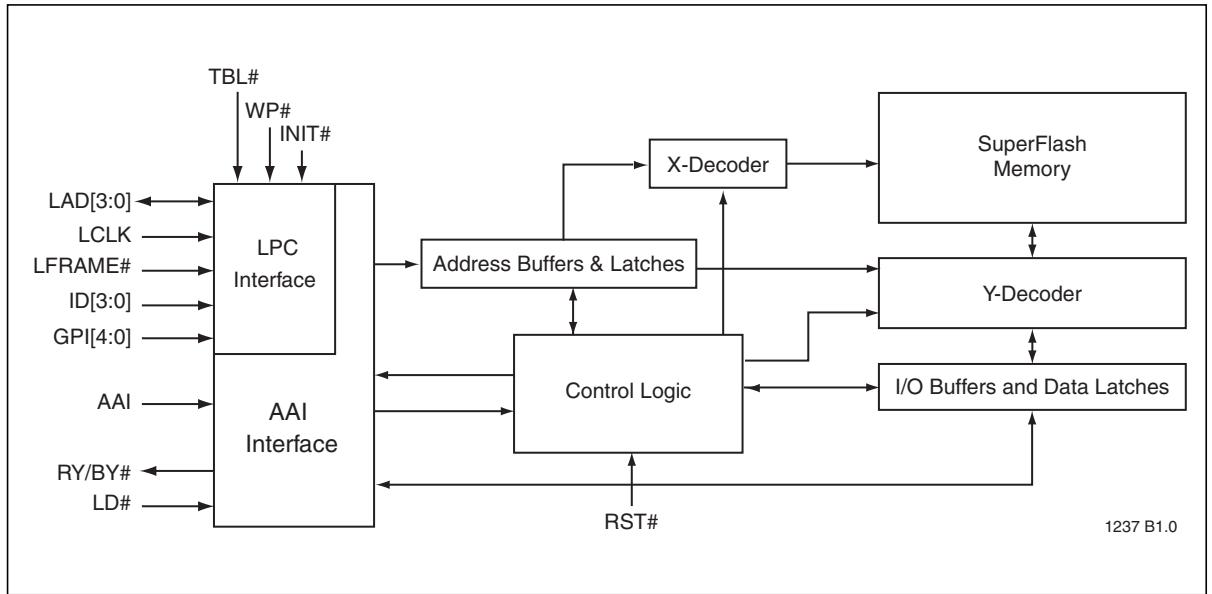 TBL#
WP#
INIT#
LAD[3:0]
LCLK
LFRAME#
ID[3:0]
GPI[4:0]
AAI
RY/BY#
LD#
LPC
Interface
AAI
Interface
Address Buffers & Latches
X-Decoder
SuperFlash
Memory
Y-Decoder
Control Logic
I/O Buffers and Data Latches
RST#
1237 B1.0